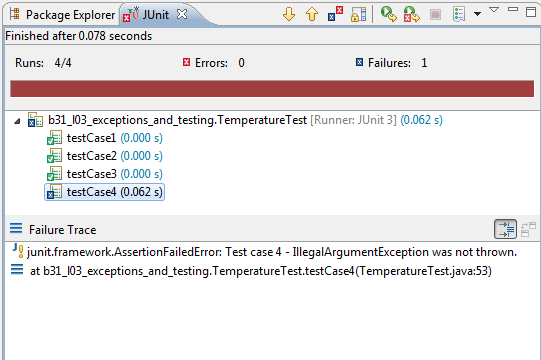 Package Explorer JUnit
Finished after 0.078 seconds
Runs: 4/4 Errors: 0 Failures: 1
b31_l03_exceptions_and_testing.TemperatureTest [Runner: JUnit 3] (0.062 s)
testCase1 (0.000 s)
testCase2 (0.000 s)
testCase3 (0.000 s)
testCase4 (0.062 s)
Failure Trace
junit.framework.AssertionFailedError: Test case 4 - IllegalArgumentException was not thrown.
at b31_l03_exceptions_and_testing.TemperatureTest.testCase4(TemperatureTest.java:53)